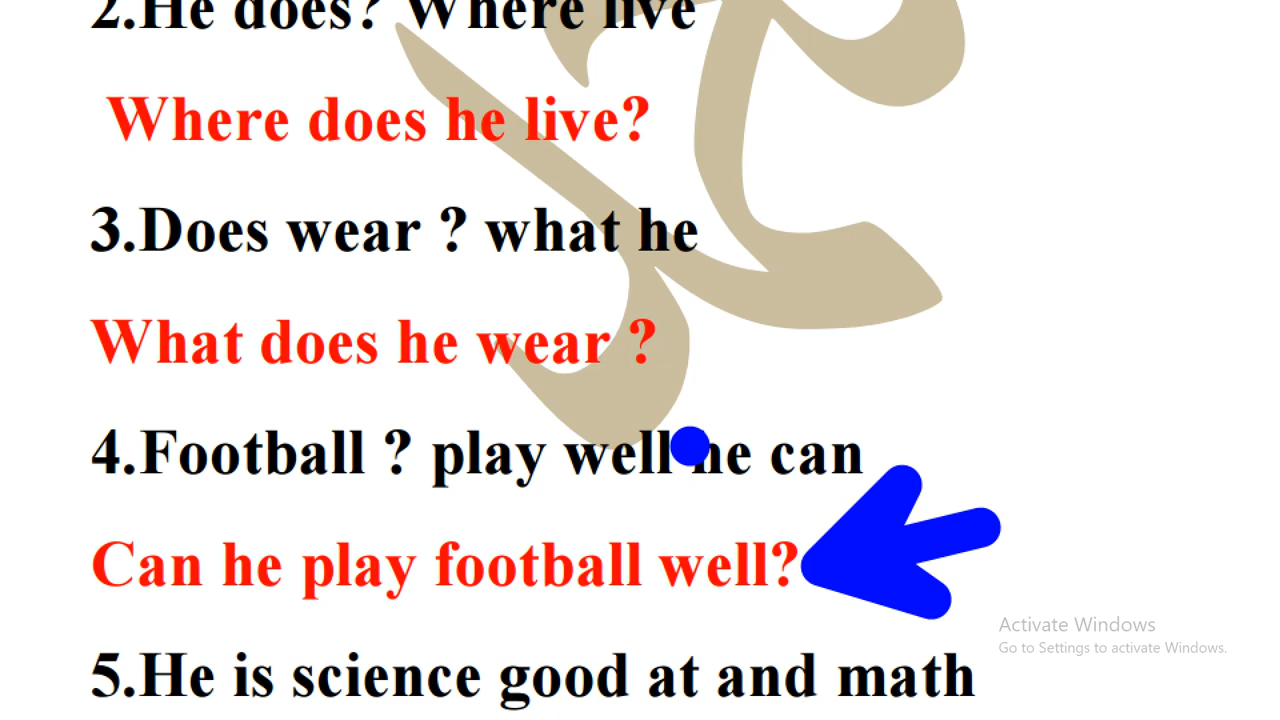 2.He does? Where live
Where does he live?
3.Does wear ? what he
What does he wear ?
4.Football ? play well he can
Can he play football well?
5.He is science good at and math
Activate Windows
Go to Settings to activate Windows.